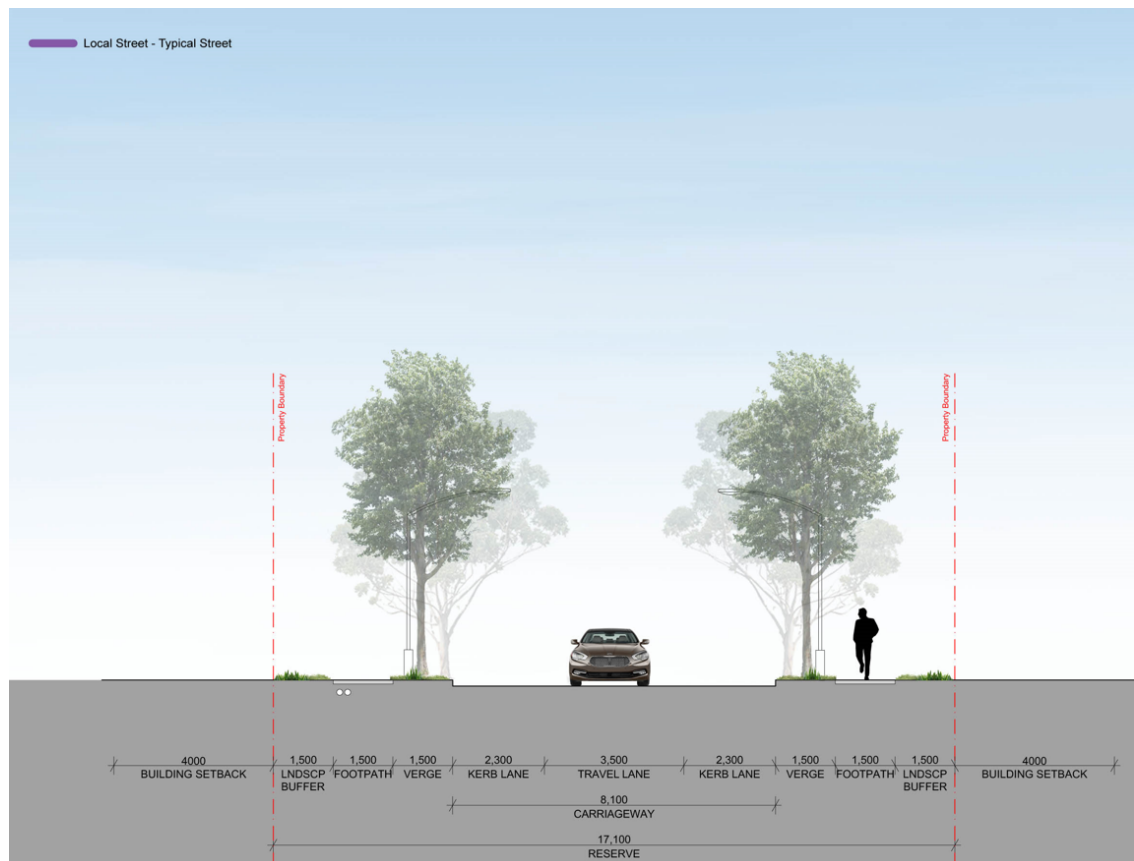 Local Street - Typical Street
Property Boundary
Property Boundary
4000 1,500 1,500 1,500 2,300 3,500 2,300 1,500 1,500 1,500 4000
BUILDING SETBACK LNDSCP FOOTPATH VERGE KERB LANE TRAVEL LANE KERB LANE VERGE FOOTPATH LNDSCP BUILDING SETBACK
BUFFER BUFFER
8,100
CARRIAGEWAY
17,100
RESERVE